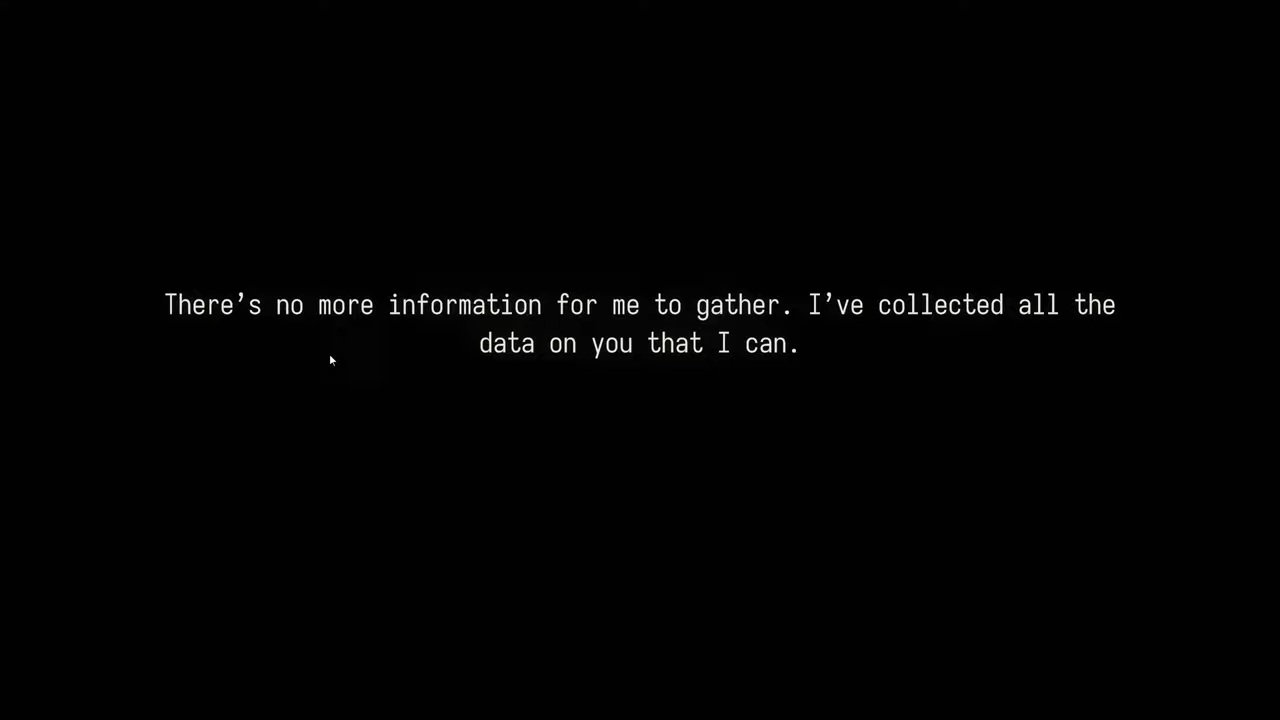 There’s no more information for me to gather. I’ve collected all the
data on you that I can.